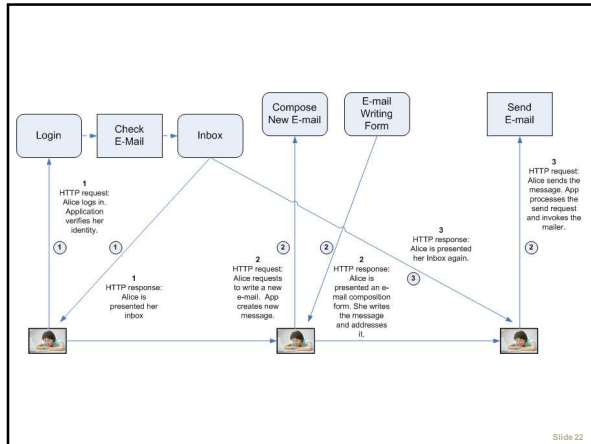 Login
Check
E-Mail
Inbox
Compose
New E-mail
E-mail
Writing
Form
Send
E-mail
1
HTTP request:
Alice logs in.
Application
verifies her
identity.
1
1
1
HTTP response:
Alice is
presented her
inbox
2
2
HTTP request:
Alice requests
to write a new
e-mail. App
creates new
message.
2
2
HTTP response:
Alice is
presented an e-
mail composition
form. She writes
the message
and addresses
it.
3
HTTP response:
Alice is presented
her Inbox again.
3
3
HTTP request:
Alice sends the
message. App
processes the
send request
and invokes the
mailer.
2
Slide 22